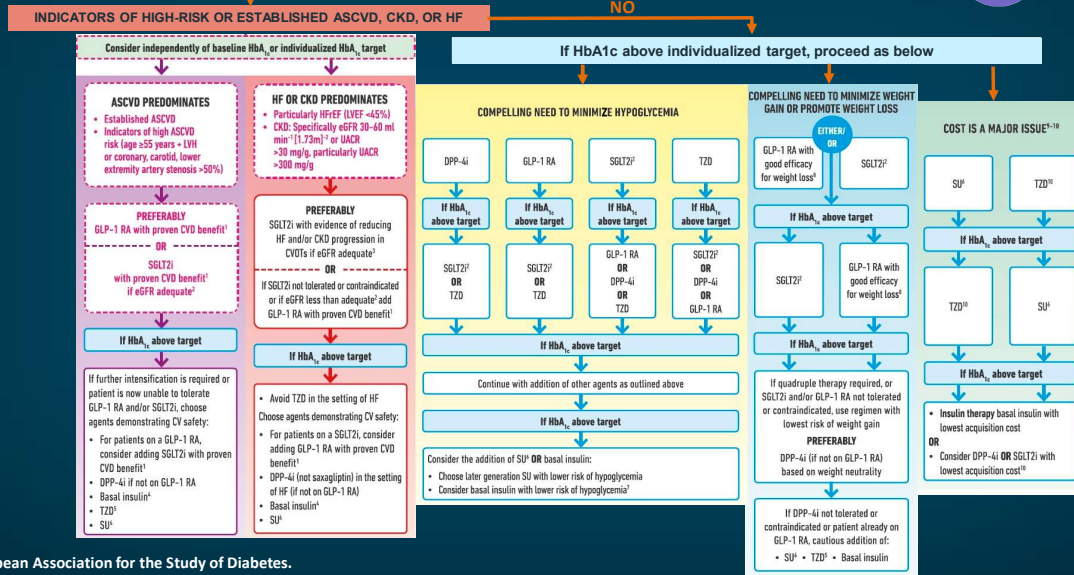 NO
INDICATORS OF HIGH-RISK OR ESTABLISHED ASCVD, CKD, OR HF
Consider independently of baseline HbA1c or individualized HbA1c target
If HbA1c above individualized target, proceed as below
ASCVD PREDOMINATES
• Established ASCVD
• Indicators of high ASCVD
risk (age ≥55 years + LVH
or coronary, carotid, lower
extremity artery stenosis >50%)
PREFERABLY
GLP-1 RA with proven CVD benefit¹
OR
SGLT2i
with proven CVD benefit¹
if eGFR adequate²
If HbA1c above target
If further intensification is required or
patient is now unable to tolerate
GLP-1 RA and/or SGLT2i, choose
agents demonstrating CV safety:
• For patients on a GLP-1 RA,
consider adding SGLT2i with proven
CVD benefit¹
• DPP-4i if not on GLP-1 RA
• Basal insulin⁴
• TZD⁵
• SU⁶
HF OR CKD PREDOMINATES
• Particularly HFrEF (LVEF <45%)
• CKD: Specifically eGFR 30-60 ml
min⁻¹ [1.73m]⁻² or UACR
>30 mg/g, particularly UACR
>300 mg/g
PREFERABLY
SGLT2i with evidence of reducing
HF and/or CKD progression in
CVOTs if eGFR adequate³
OR
If SGLT2i not tolerated or contraindicated
or if eGFR less than adequate² add
GLP-1 RA with proven CVD benefit¹
If HbA1c above target
• Avoid TZD in the setting of HF
Choose agents demonstrating CV safety:
• For patients on a SGLT2i, consider
adding GLP-1 RA with proven CVD
benefit¹
• DPP-4i (not saxagliptin) in the setting
of HF (if not on GLP-1 RA)
• Basal insulin⁴
• SU⁶
COMPELLING NEED TO MINIMIZE HYPOGLYCEMIA
DPP-4i
GLP-1 RA
SGLT2i²
TZD
If HbA1c
above target
If HbA1c
above target
If HbA1c
above target
If HbA1c
above target
SGLT2i²
OR
TZD
SGLT2i²
OR
TZD
GLP-1 RA
OR
DPP-4i
OR
TZD
SGLT2i²
OR
DPP-4i
OR
GLP-1 RA
If HbA1c above target
Continue with addition of other agents as outlined above
If HbA1c above target
Consider the addition of SU⁶ OR basal insulin:
• Choose later generation SU with lower risk of hypoglycemia
• Consider basal insulin with lower risk of hypoglycemia⁷
COMPELLING NEED TO MINIMIZE WEIGHT
GAIN OR PROMOTE WEIGHT LOSS
EITHER/
OR
GLP-1 RA with
good efficacy
for weight loss⁸
SGLT2i²
If HbA1c above target
SGLT2i²
GLP-1 RA with
good efficacy
for weight loss⁸
If HbA1c above target
If quadruple therapy required, or
SGLT2i and/or GLP-1 RA not tolerated
or contraindicated, use regimen with
lowest risk of weight gain
PREFERABLY
DPP-4i (if not on GLP-1 RA)
based on weight neutrality
If DPP-4i not tolerated or
contraindicated or patient already on
GLP-1 RA, cautious addition of:
• SU⁶ • TZD⁵ • Basal insulin
COST IS A MAJOR ISSUE⁹⁻¹⁰
SU⁶
TZD¹⁰
If HbA1c above target
TZD¹⁰
SU⁶
If HbA1c above target
• Insulin therapy basal insulin with
lowest acquisition cost
OR
• Consider DPP-4i OR SGLT2i with
lowest acquisition cost¹⁰
pean Association for the Study of Diabetes.